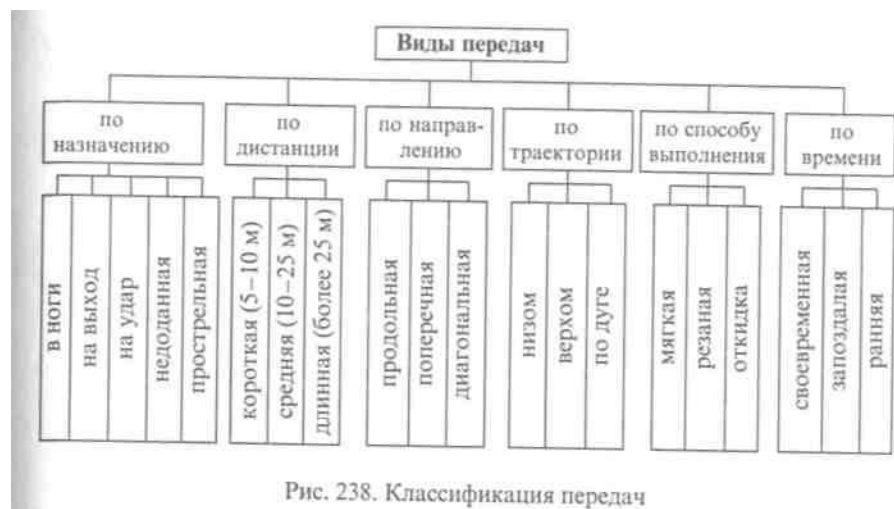 Виды передач
по
назначению
по
дистанции
по направ-
лению
по
траектории
по способу
выполнения
по
времени
в ноги
на выход
на удар
недоданная
прострельная
короткая (5–10 м)
средняя (10–25 м)
длинная (более 25 м)
продольная
поперечная
диагональная
низом
верхом
по дуге
мягкая
резаная
откидка
своевременная
запоздалая
ранняя
Рис. 238. Классификация передач